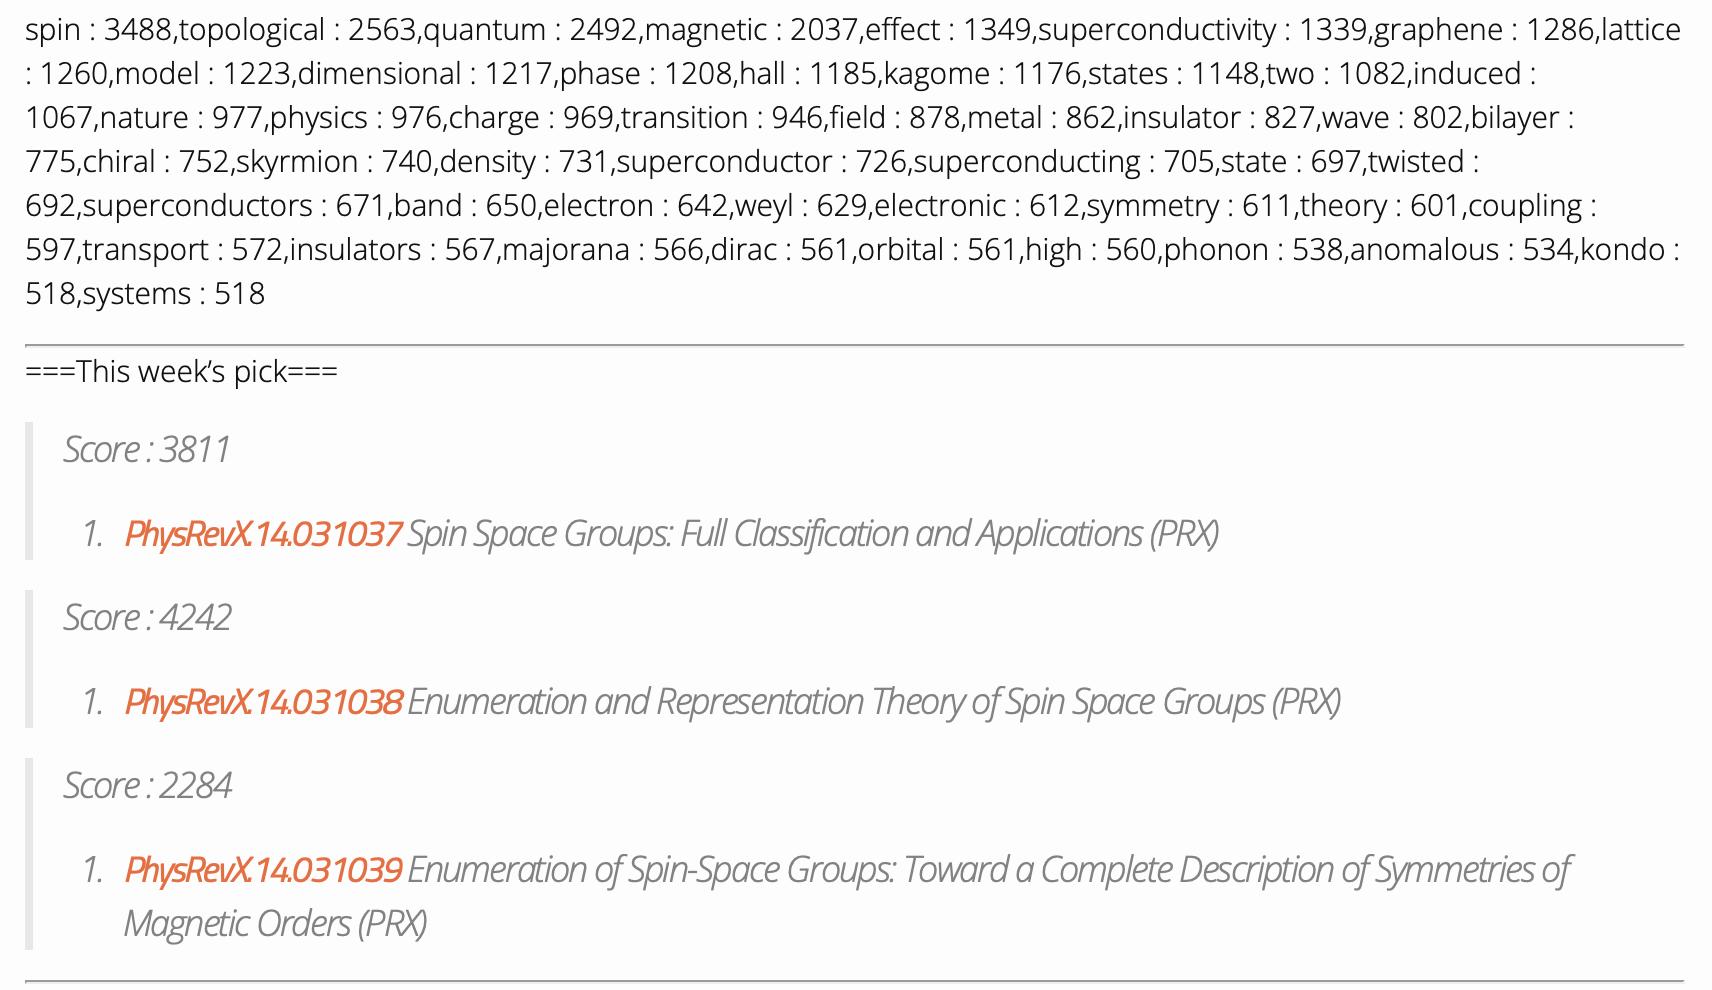 spin : 3488,topological : 2563,quantum : 2492,magnetic : 2037,effect : 1349,superconductivity : 1339,graphene : 1286,lattice
: 1260,model : 1223,dimensional : 1217,phase : 1208,hall : 1185,kagome : 1176,states : 1148,two : 1082,induced :
1067,nature : 977,physics : 976,charge : 969,transition : 946,field : 878,metal : 862,insulator : 827,wave : 802,bilayer :
775,chiral : 752,skyrmion : 740,density : 731,superconductor : 726,superconducting : 705,state : 697,twisted :
692,superconductors : 671,band : 650,electron : 642,weyl : 629,electronic : 612,symmetry : 611,theory : 601,coupling :
597,transport : 572,insulators : 567,majorana : 566,dirac : 561,orbital : 561,high : 560,phonon : 538,anomalous : 534,kondo :
518,systems : 518
===This week’s pick===
Score : 3811
1. PhysRevX.14.031037 Spin Space Groups: Full Classification and Applications (PRX)
Score : 4242
1. PhysRevX.14.031038 Enumeration and Representation Theory of Spin Space Groups (PRX)
Score : 2284
1. PhysRevX.14.031039 Enumeration of Spin-Space Groups: Toward a Complete Description of Symmetries of
Magnetic Orders (PRX)